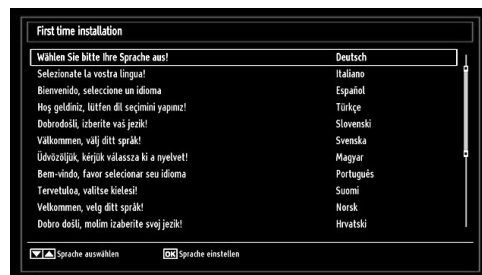 First time installation
Wählen Sie bitte Ihre Sprache aus! Deutsch
Selezionate la vostra lingua! Italiano
Bienvenido, seleccione un idioma Español
Hoş geldiniz, lütfen dil seçimini yapınız! Türkçe
Dobrodošli, izberite vaš jezik! Slovenski
Välkommen, välj ditt språk! Svenska
Üdvözöljük, kérjük válassza ki a nyelvet! Magyar
Bem-vindo, favor selecionar seu idioma Português
Tervetuloa, valitse kielesi! Suomi
Velkommen, velg ditt språk! Norsk
Dobro došli, molim izaberite svoj jezik! Hrvatski
Sprache auswählen OK Sprache einstellen